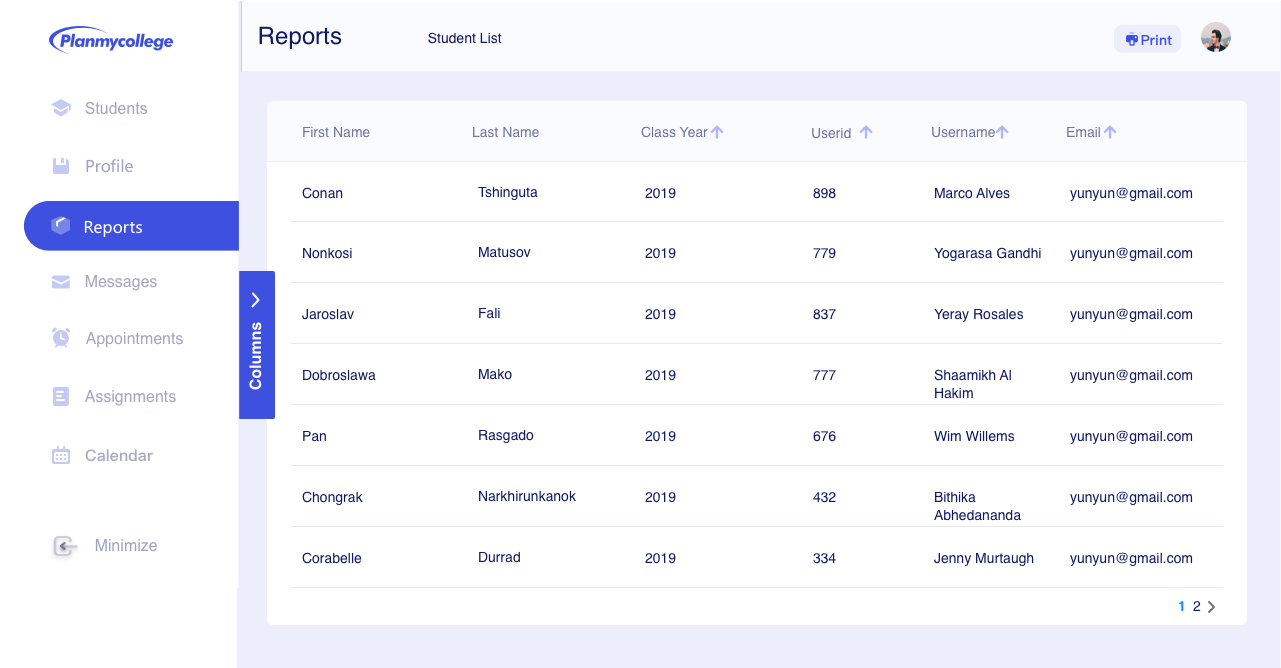 Planmycollege
Reports
Student List
Print
Students
Profile
Reports
Messages
Appointments
Assignments
Calendar
Minimize
Columns
First Name Last Name Class Year Userid Username Email
Conan Tshinguta 2019 898 Marco Alves yunyun@gmail.com
Nonkosi Matusov 2019 779 Yogarasa Gandhi yunyun@gmail.com
Jaroslav Fali 2019 837 Yeray Rosales yunyun@gmail.com
Dobroslawa Mako 2019 777 Shaamikh Al yunyun@gmail.com
Hakim
Pan Rasgado 2019 676 Wim Willems yunyun@gmail.com
Chongrak Narkhirunkanok 2019 432 Bithika yunyun@gmail.com
Abhedananda
Corabelle Durrad 2019 334 Jenny Murtaugh yunyun@gmail.com
1 2